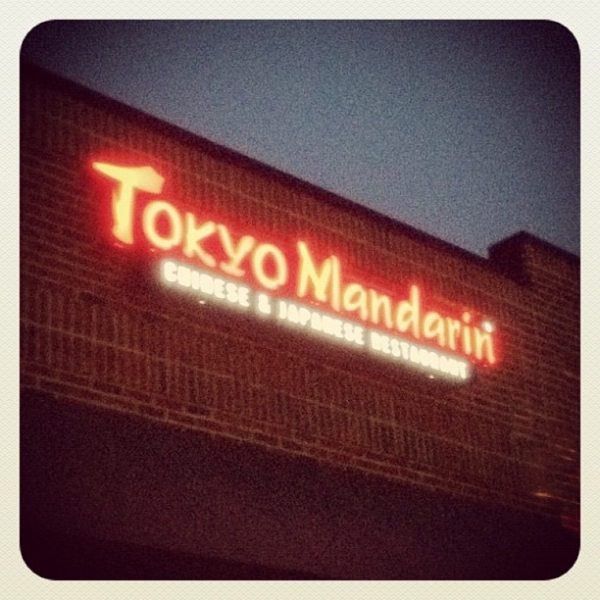 Tokyo Mandarin
CHINESE & JAPANESE RESTAURANT